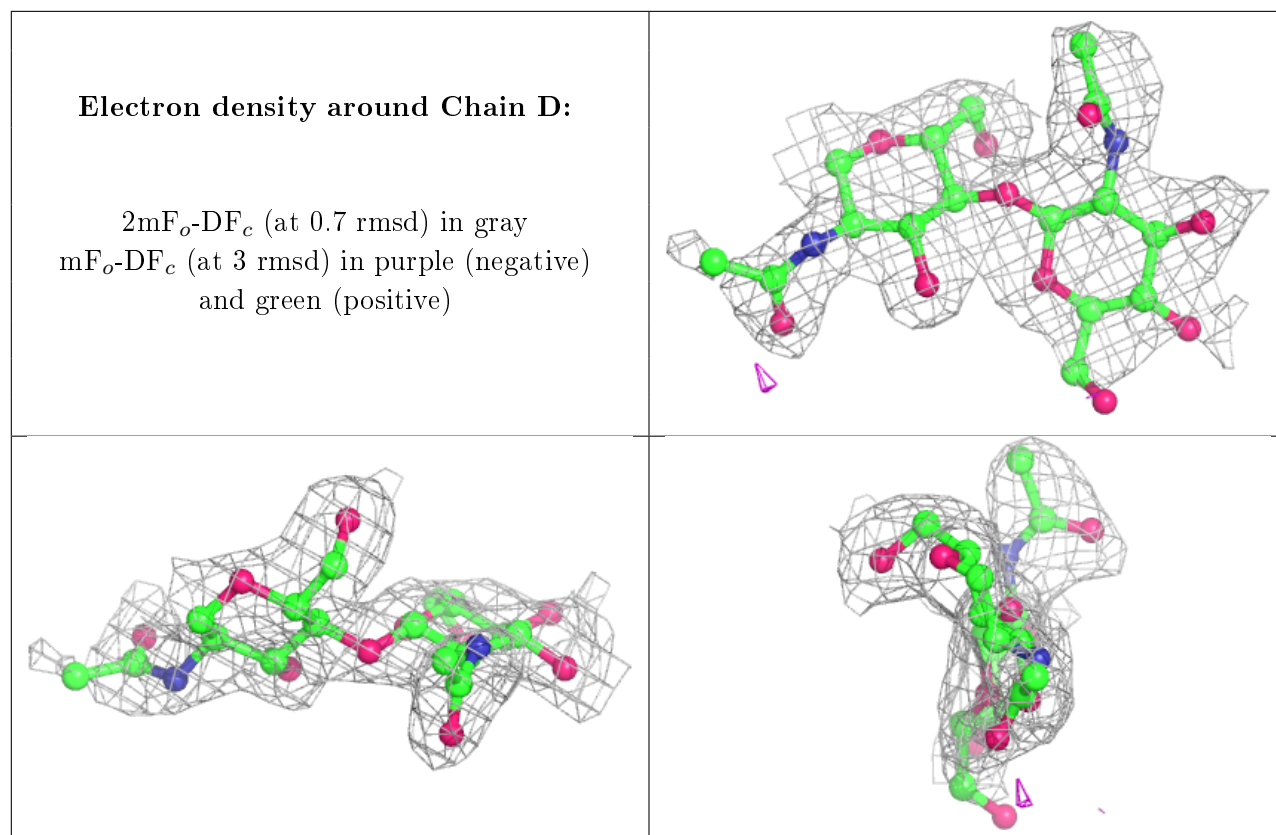 Electron density around Chain D:
2mFₒ-DF𝒸 (at 0.7 rmsd) in gray
mFₒ-DF𝒸 (at 3 rmsd) in purple (negative)
and green (positive)